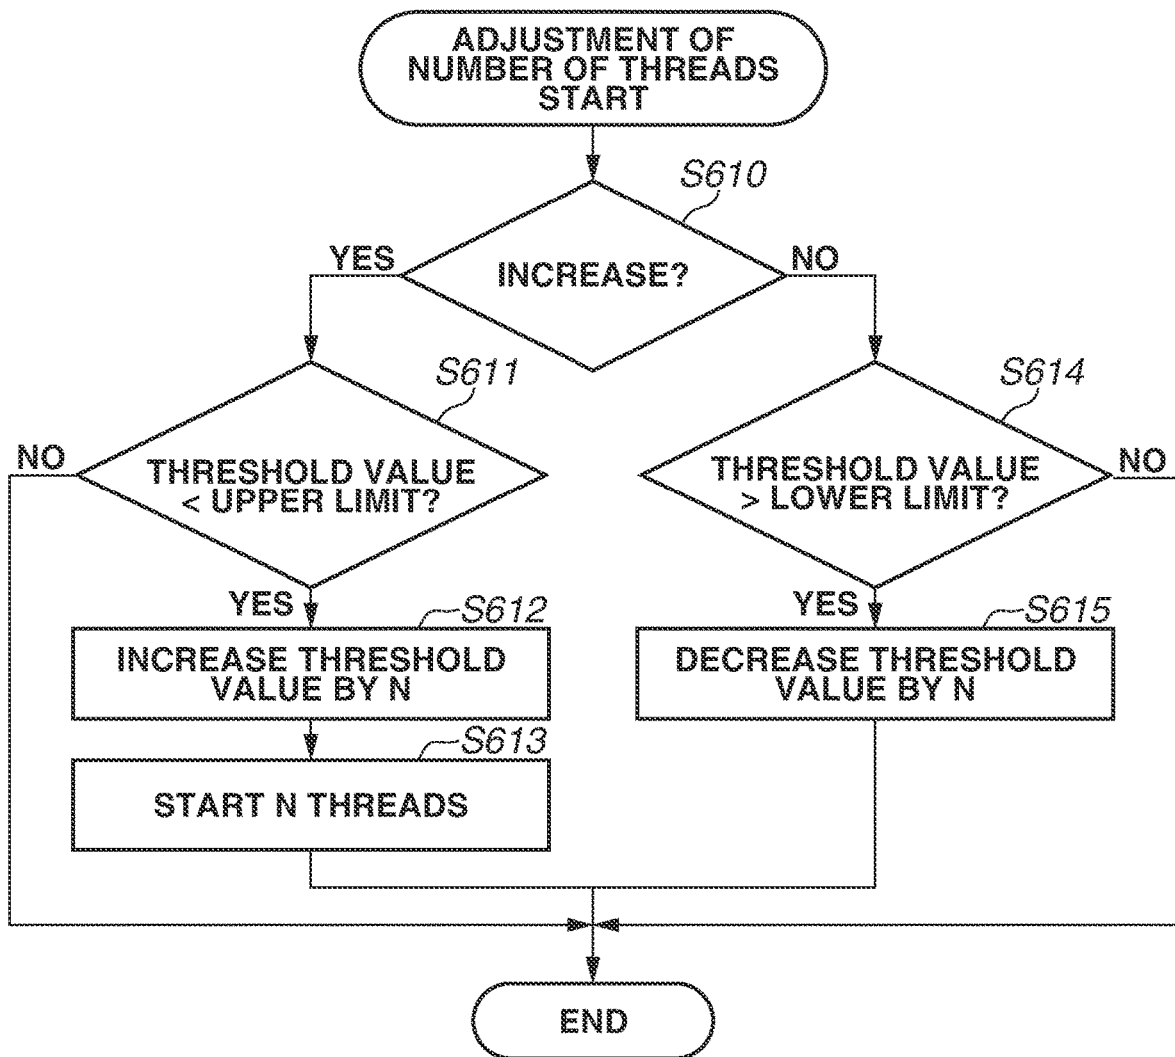 ADJUSTMENT OF
NUMBER OF THREADS
START
S610
YES
INCREASE?
NO
S611
S614
NO
THRESHOLD VALUE
< UPPER LIMIT?
THRESHOLD VALUE
> LOWER LIMIT?
NO
YES
S612
YES
S615
INCREASE THRESHOLD
VALUE BY N
DECREASE THRESHOLD
VALUE BY N
S613
START N THREADS
END